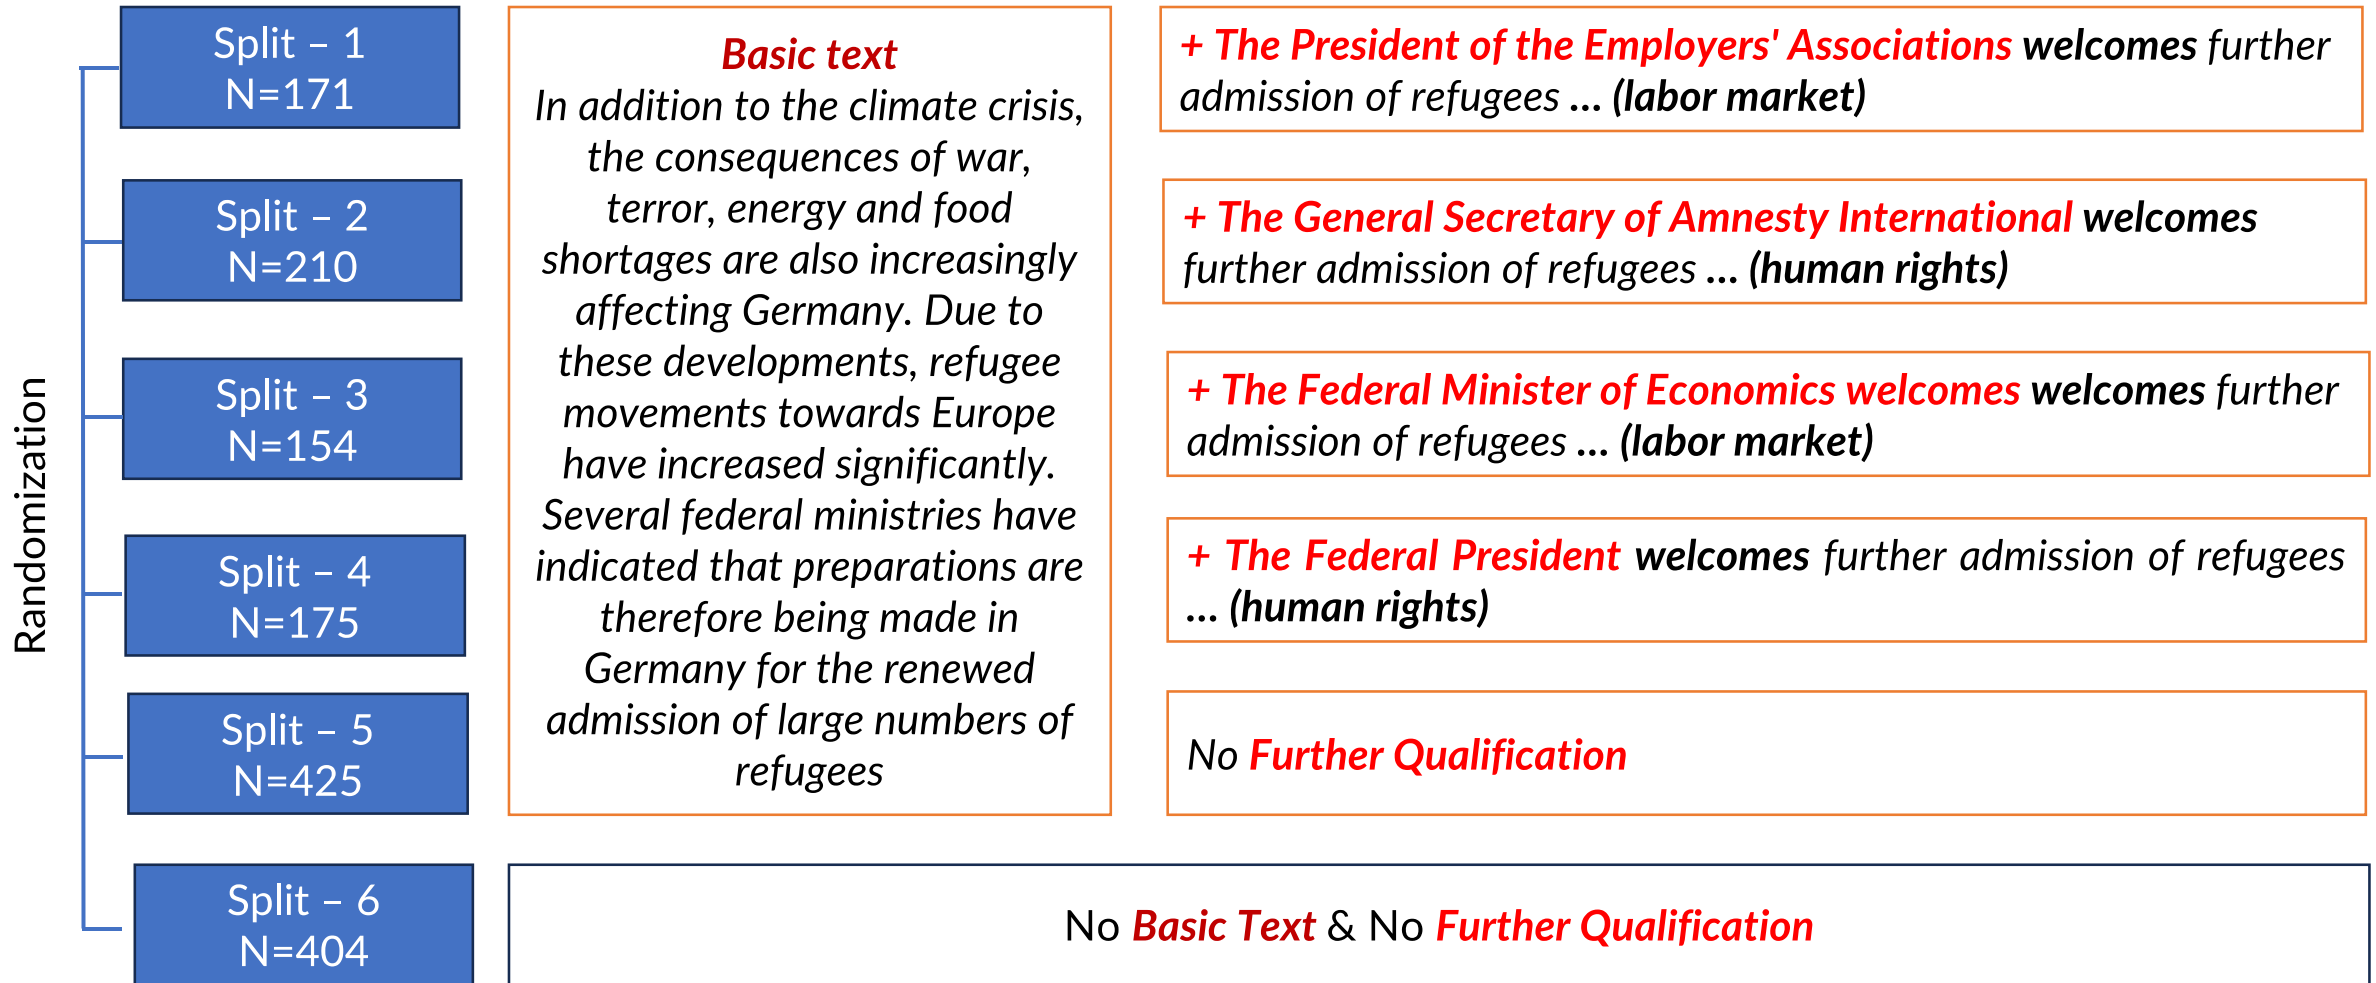 Randomization
Split – 1
N=171
Split – 2
N=210
Split – 3
N=154
Split – 4
N=175
Split – 5
N=425
Split – 6
N=404
Basic text
In addition to the climate crisis,
the consequences of war,
terror, energy and food
shortages are also increasingly
affecting Germany. Due to
these developments, refugee
movements towards Europe
have increased significantly.
Several federal ministries have
indicated that preparations are
therefore being made in
Germany for the renewed
admission of large numbers of
refugees
+ The President of the Employers' Associations welcomes further
admission of refugees ... (labor market)
+ The General Secretary of Amnesty International welcomes
further admission of refugees ... (human rights)
+ The Federal Minister of Economics welcomes welcomes further
admission of refugees ... (labor market)
+ The Federal President welcomes further admission of refugees
... (human rights)
No Further Qualification
No Basic Text & No Further Qualification